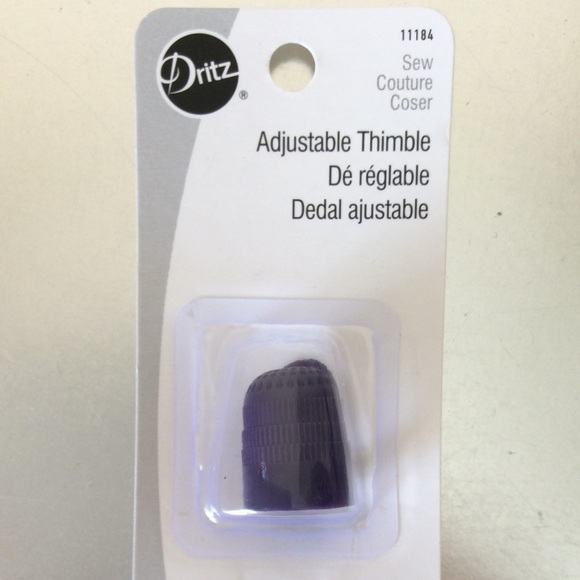 Dritz®
11184
Sew
Couture
Coser
Adjustable Thimble
Dé réglable
Dedal ajustable